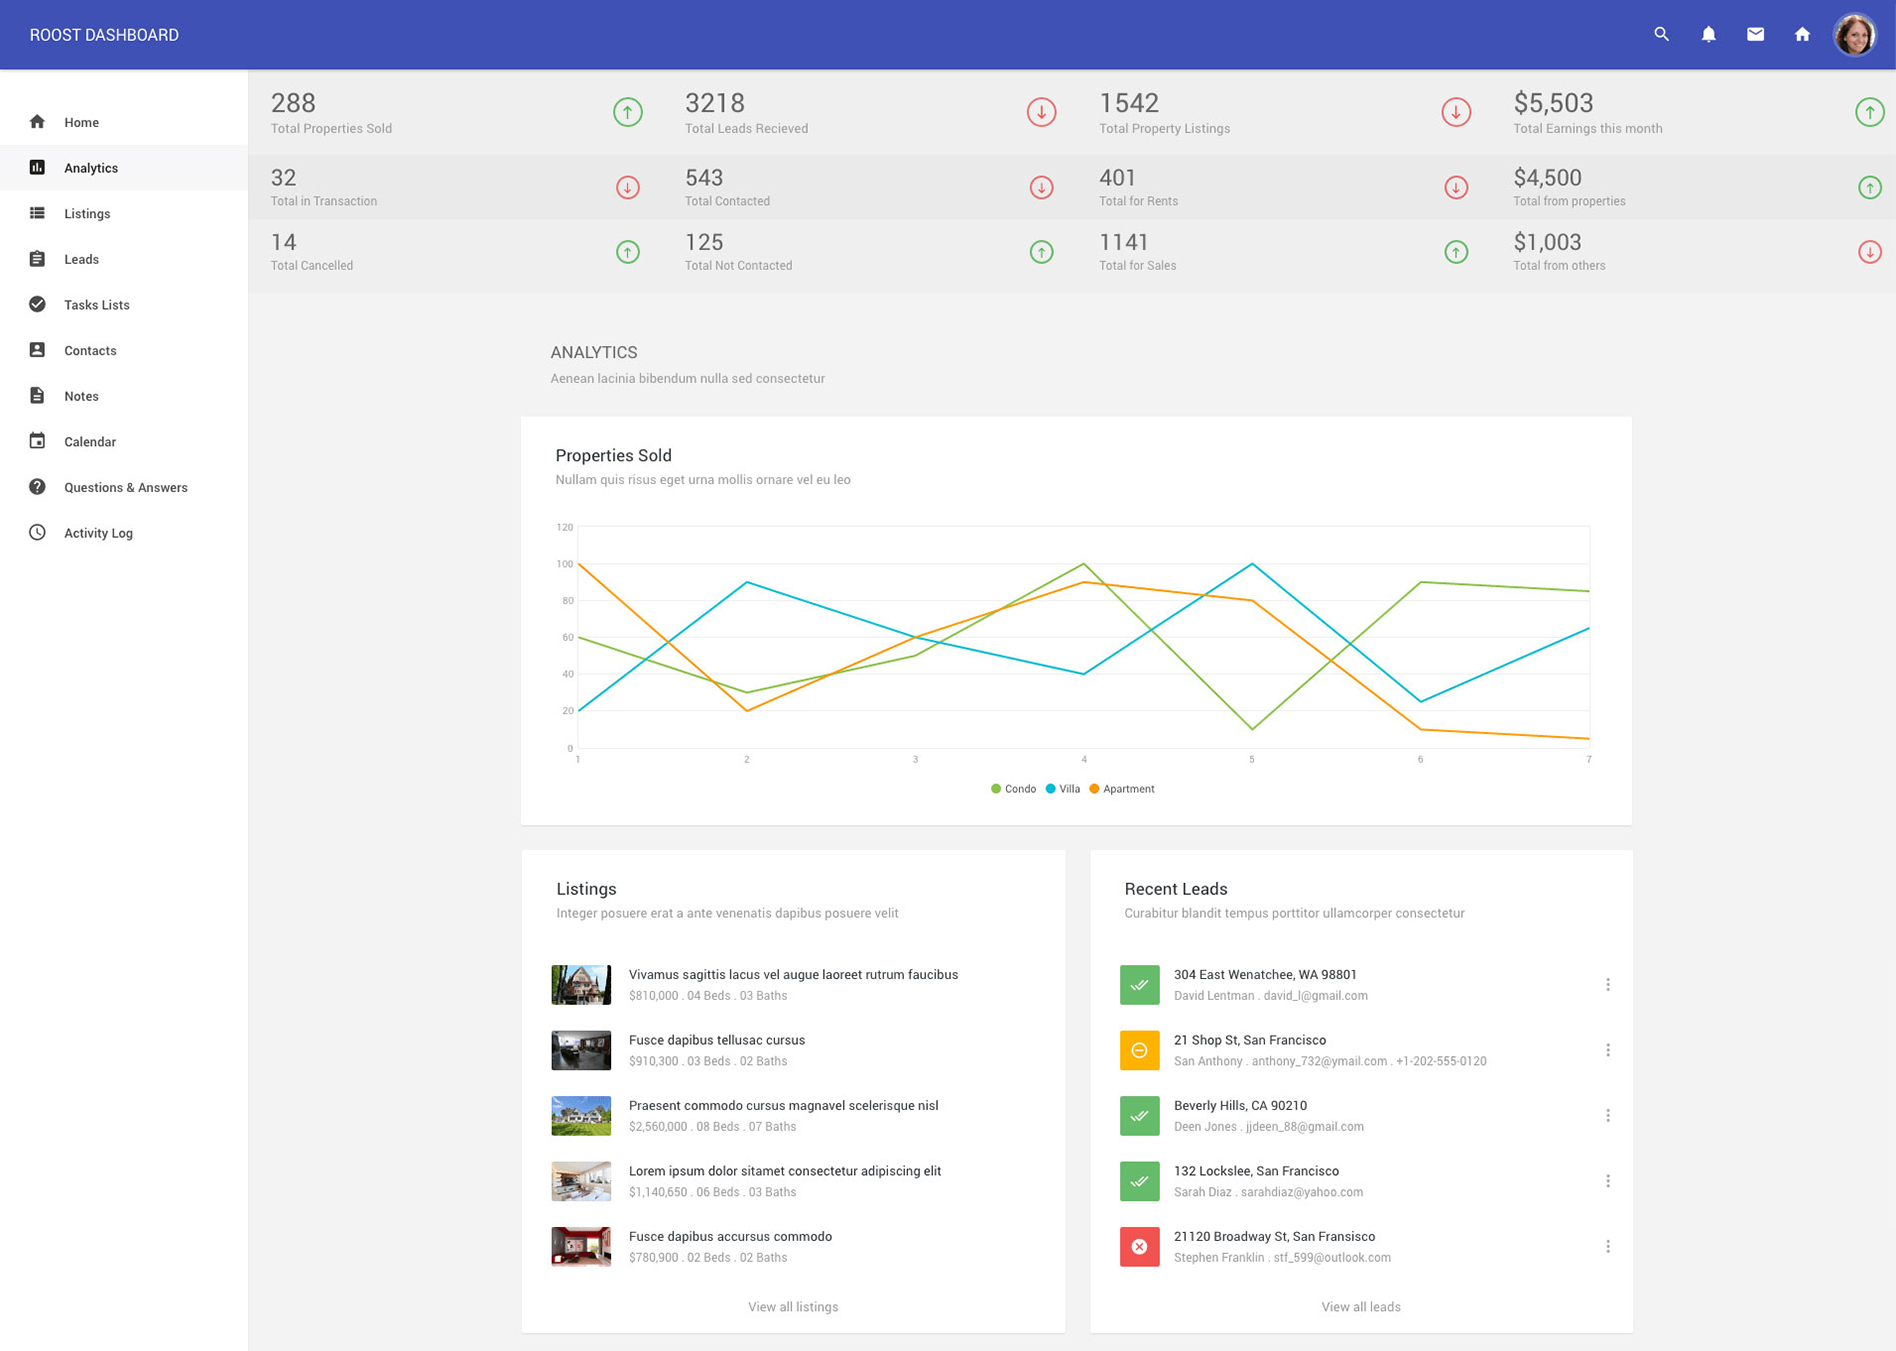 ROOST DASHBOARD
Home
Analytics
Listings
Leads
Tasks Lists
Contacts
Notes
Calendar
Questions & Answers
Activity Log
288
Total Properties Sold
3218
Total Leads Recieved
1542
Total Property Listings
$5,503
Total Earnings this month
32
Total in Transaction
543
Total Contacted
401
Total for Rents
$4,500
Total from properties
14
Total Cancelled
125
Total Not Contacted
1141
Total for Sales
$1,003
Total from others
ANALYTICS
Aenean lacinia bibendum nulla sed consectetur
Properties Sold
Nullam quis risus eget urna mollis ornare vel eu leo
120
100
80
60
40
20
0
1 2 3 4 5 6 7
Condo Villa Apartment
Listings
Integer posuere erat a ante venenatis dapibus posuere velit
Vivamus sagittis lacus vel augue laoreet rutrum faucibus
$810,000 . 04 Beds . 03 Baths
Fusce dapibus tellusac cursus
$910,300 . 03 Beds . 02 Baths
Praesent commodo cursus magnavel scelerisque nisl
$2,560,000 . 08 Beds . 07 Baths
Lorem ipsum dolor sitamet consectetur adipiscing elit
$1,140,650 . 06 Beds . 03 Baths
Fusce dapibus accursus commodo
$780,900 . 02 Beds . 02 Baths
View all listings
Recent Leads
Curabitur blandit tempus porttitor ullamcorper consectetur
304 East Wenatchee, WA 98801
David Lentman . david_l@gmail.com
21 Shop St, San Francisco
San Anthony . anthony_732@ymail.com . +1-202-555-0120
Beverly Hills, CA 90210
Deen Jones . jjdeen_88@gmail.com
132 Lockslee, San Francisco
Sarah Diaz . sarahdiaz@yahoo.com
21120 Broadway St, San Fransisco
Stephen Franklin . stf_599@outlook.com
View all leads